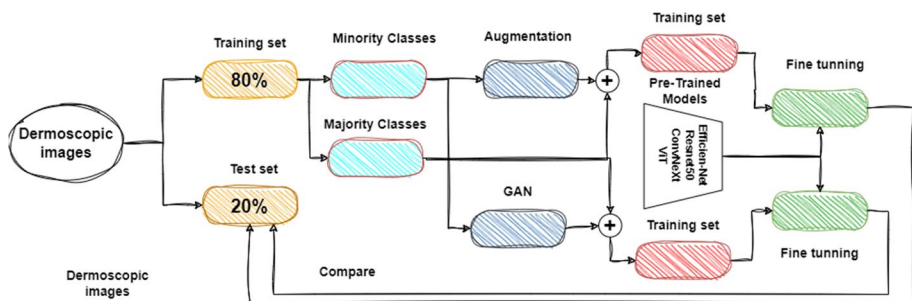 Training set
80%
Minority Classes
Augmentation
+
Training set
Pre-Trained
Models
Fine tunning
Dermoscopic
images
Majority Classes
Efficien-Net
Resnet50
ConvNeXt
ViT
Test set
20%
GAN
+
Training set
Fine tunning
Dermoscopic
images
Compare